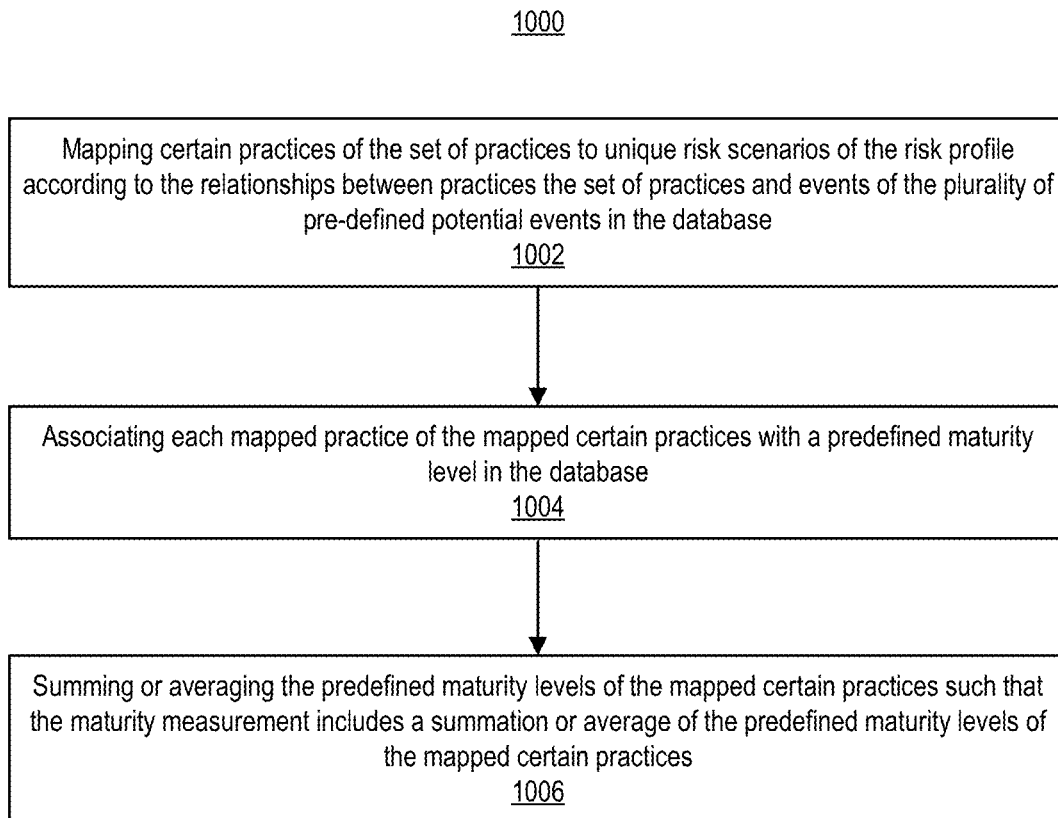 1000
Mapping certain practices of the set of practices to unique risk scenarios of the risk profile
according to the relationships between practices the set of practices and events of the plurality of
pre-defined potential events in the database
1002
Associating each mapped practice of the mapped certain practices with a predefined maturity
level in the database
1004
Summing or averaging the predefined maturity levels of the mapped certain practices such that
the maturity measurement includes a summation or average of the predefined maturity levels of
the mapped certain practices
1006